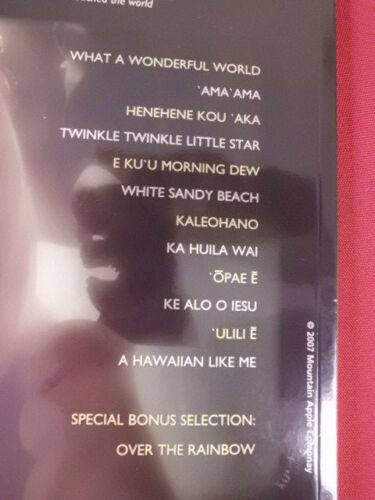 the world
WHAT A WONDERFUL WORLD
`AMA`AMA
HENEHENE KOU `AKA
TWINKLE TWINKLE LITTLE STAR
E KU`U MORNING DEW
WHITE SANDY BEACH
KALEOHANO
KA HUILA WAI
`ŌPAE Ē
KE ALO O IESU
`ULILI Ē
A HAWAIIAN LIKE ME
SPECIAL BONUS SELECTION:
OVER THE RAINBOW
© 2007 Mountain Apple Company